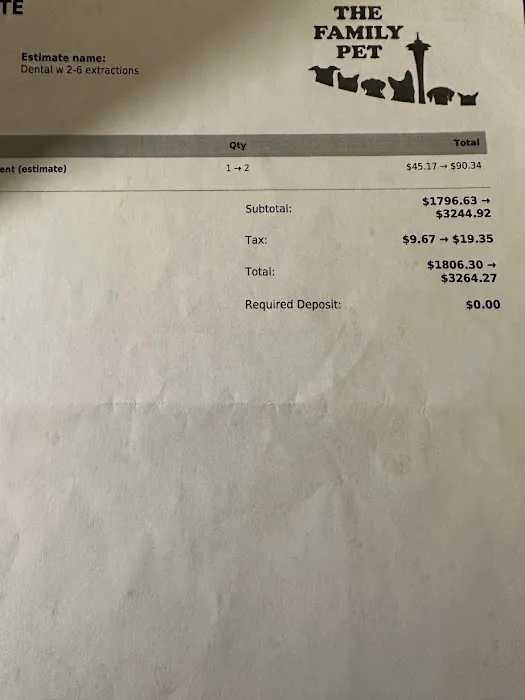 TE
THE
FAMILY
PET
Estimate name:
Dental w 2-6 extractions
Qty Total
ent (estimate) 1→2 $45.17 → $90.34
Subtotal: $1796.63 →
$3244.92
Tax: $9.67 → $19.35
Total: $1806.30 →
$3264.27
Required Deposit: $0.00